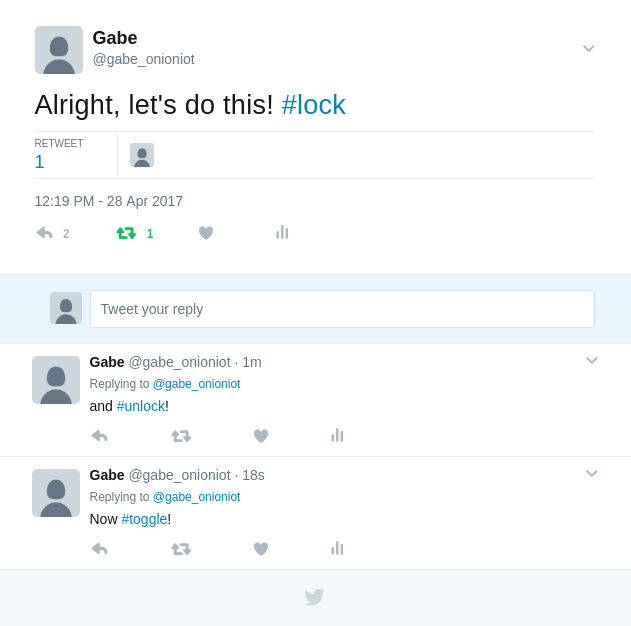 Gabe
@gabe_onioniot
Alright, let's do this! #lock
RETWEET
1
12:19 PM - 28 Apr 2017
2 1
Tweet your reply
Gabe @gabe_onioniot · 1m
Replying to @gabe_onioniot
and #unlock!
Gabe @gabe_onioniot · 18s
Replying to @gabe_onioniot
Now #toggle!